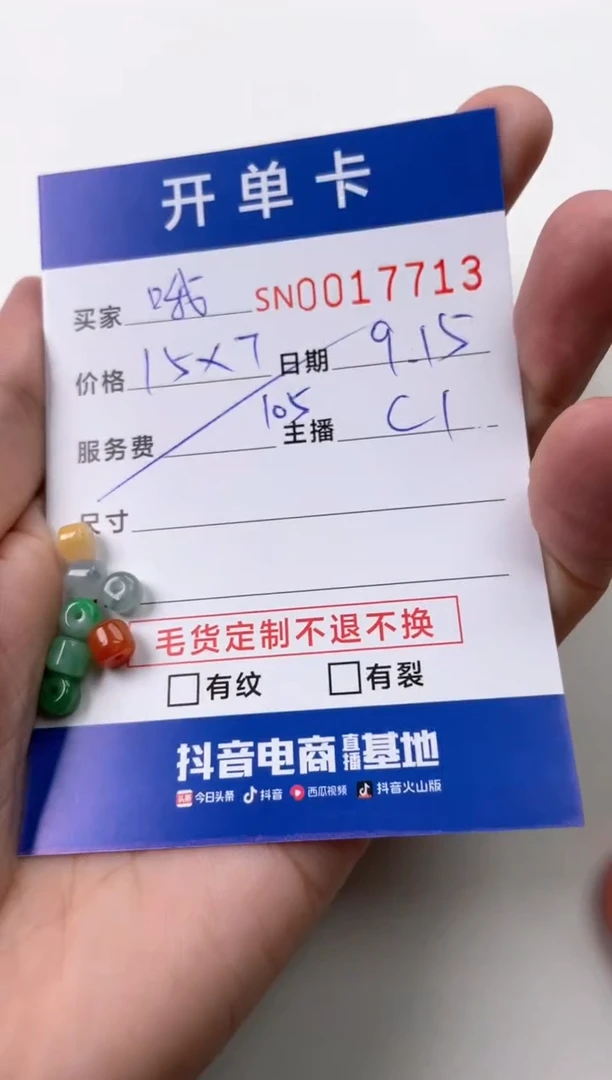 开单卡
买家 SN0017713
价格 15×7 日期 9.15
服务费 105 主播 C1
尺寸
毛货定制不退不换
有纹 有裂
抖音电商直播基地
头条 今日头条 抖音 西瓜视频 抖音火山版